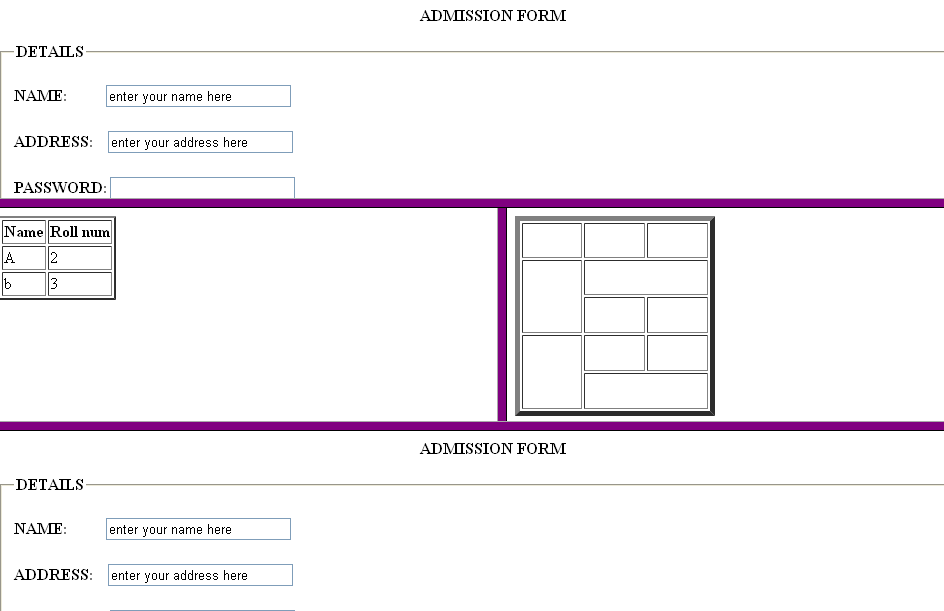 ADMISSION FORM
DETAILS
NAME: enter your name here
ADDRESS: enter your address here
PASSWORD:
Name Roll num
A 2
b 3
ADMISSION FORM
DETAILS
NAME: enter your name here
ADDRESS: enter your address here